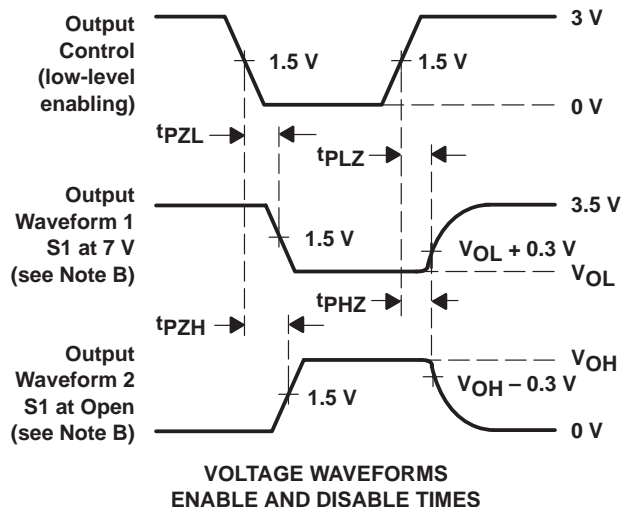 Output
Control
(low-level
enabling)
1.5 V
1.5 V
3 V
0 V
tPZL
tPLZ
Output
Waveform 1
S1 at 7 V
(see Note B)
1.5 V
3.5 V
VOL + 0.3 V
VOL
tPHZ
tPZH
Output
Waveform 2
S1 at Open
(see Note B)
1.5 V
VOH
VOH – 0.3 V
0 V
VOLTAGE WAVEFORMS
ENABLE AND DISABLE TIMES